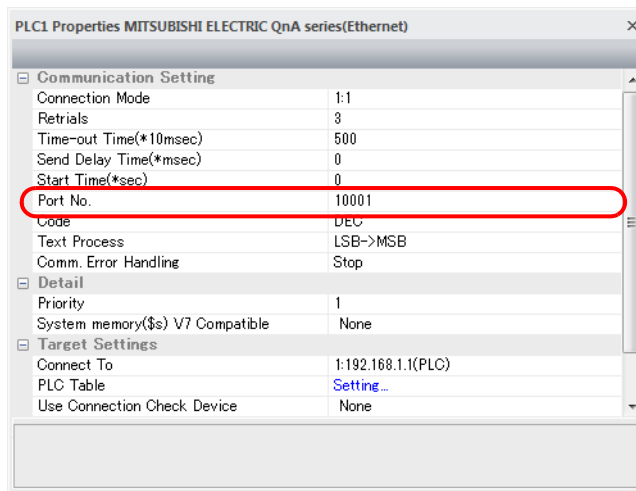 PLC1 Properties MITSUBISHI ELECTRIC QnA series(Ethernet)
Communication Setting
Connection Mode 1:1
Retrials 3
Time-out Time(*10msec) 500
Send Delay Time(*msec) 0
Start Time(*sec) 0
Port No. 10001
Code DEC
Text Process LSB->MSB
Comm. Error Handling Stop
Detail
Priority 1
System memory($s) V7 Compatible None
Target Settings
Connect To 1:192.168.1.1(PLC)
PLC Table Setting...
Use Connection Check Device None